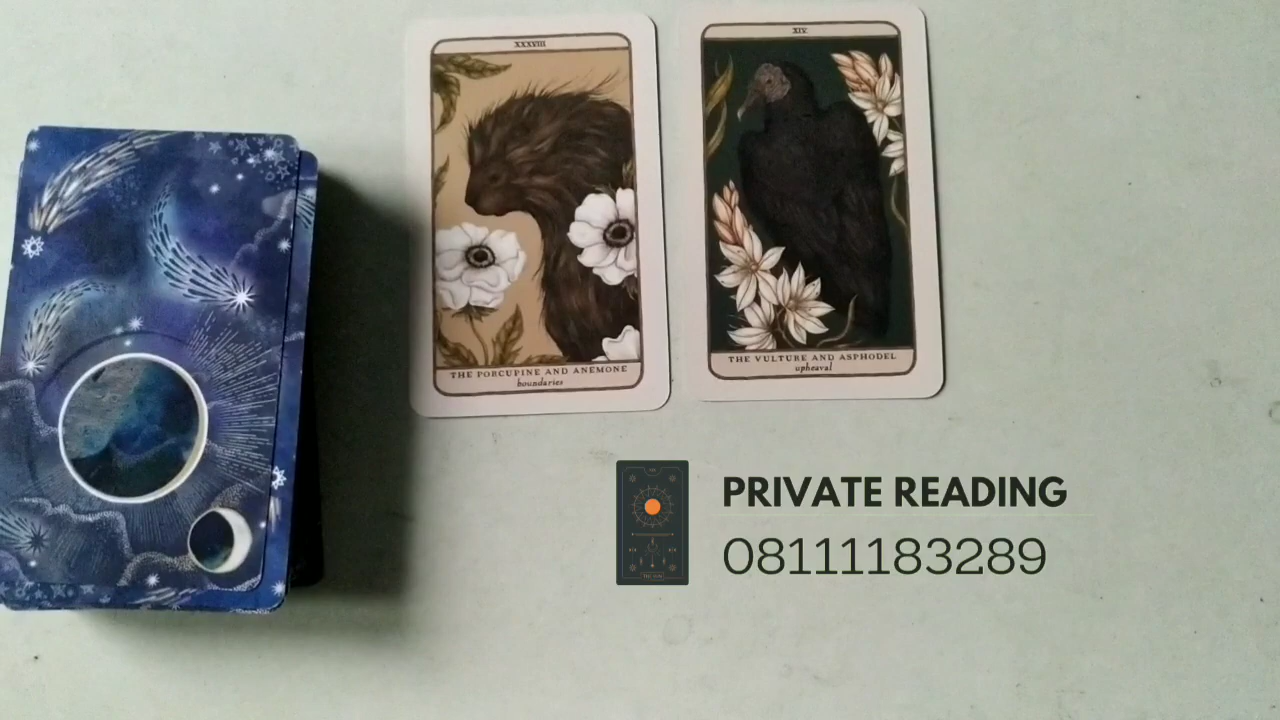 XXXVIII
THE PORCUPINE AND ANEMONE
boundaries
XIV.
THE VULTURE AND ASPHODEL
upheaval
PRIVATE READING
08111183289